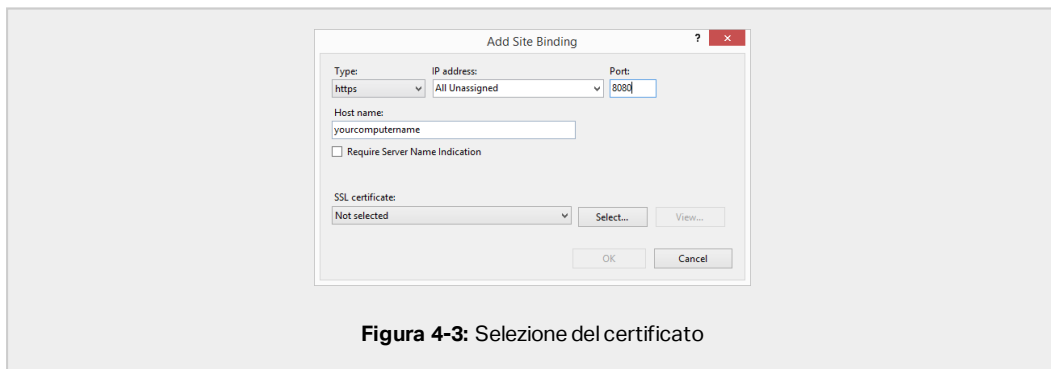 Add Site Binding
?
Type:
IP address:
Port:
https
All Unassigned
8080
Host name:
yourcomputername
Require Server Name Indication
SSL certificate:
Not selected
Select...
View...
OK
Cancel
Figura 4-3: Selezione del certificato